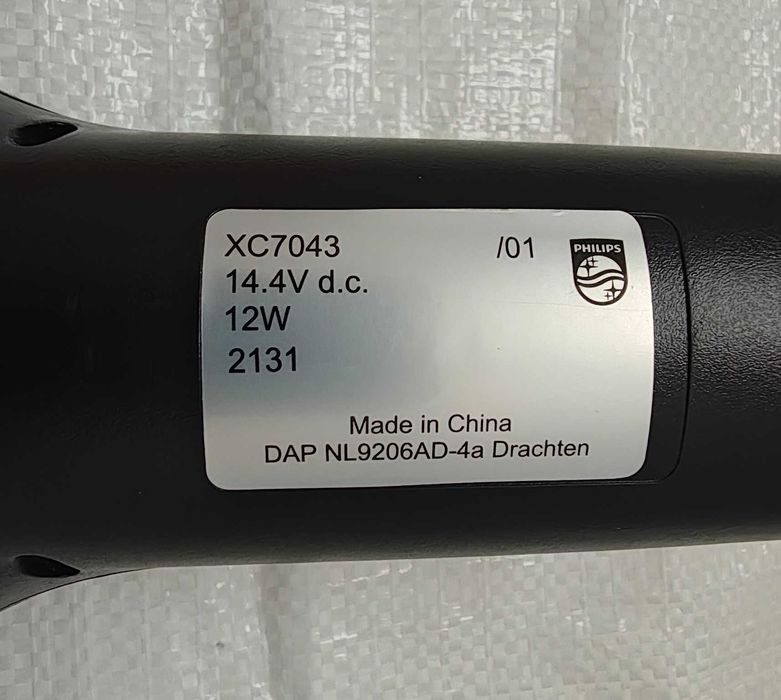 XC7043 /01
PHILIPS
14.4V d.c.
12W
2131
Made in China
DAP NL9206AD-4a Drachten